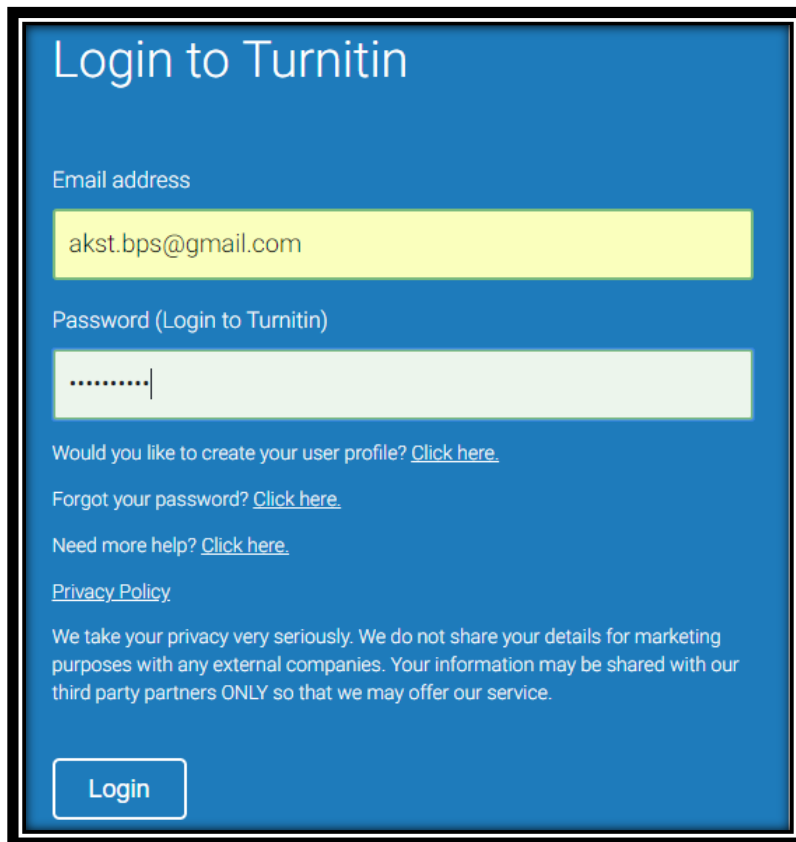 Login to Turnitin
Email address
akst.bps@gmail.com
Password (Login to Turnitin)
••••••••••
Would you like to create your user profile? Click here.
Forgot your password? Click here.
Need more help? Click here.
Privacy Policy
We take your privacy very seriously. We do not share your details for marketing
purposes with any external companies. Your information may be shared with our
third party partners ONLY so that we may offer our service.
Login